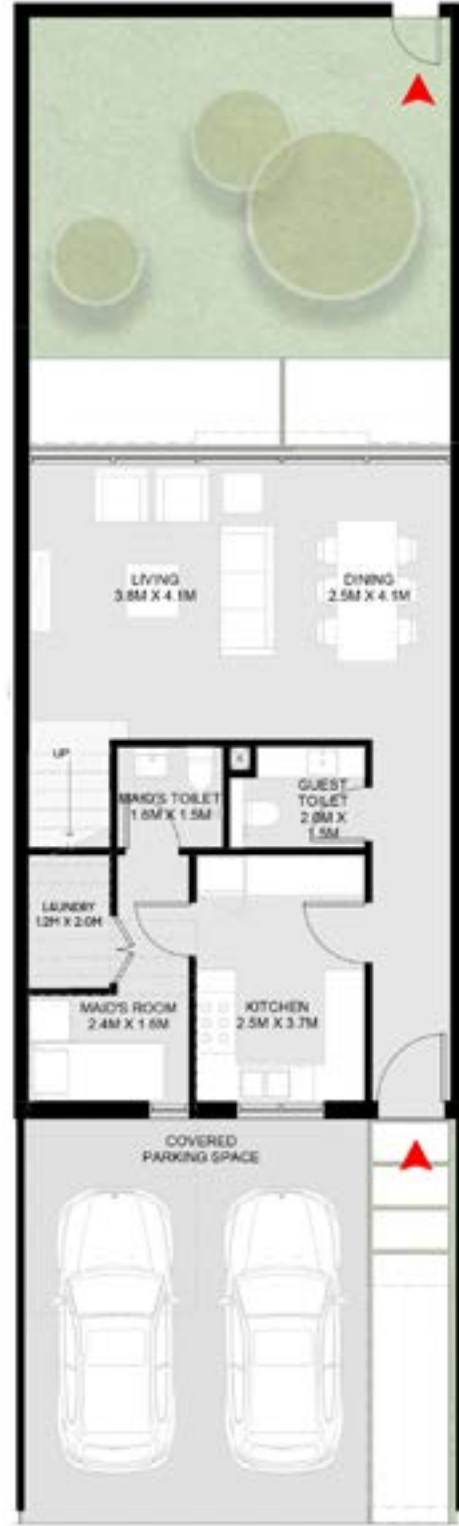 LIVING
3.8M X 4.1M
DINING
2.5M X 4.1M
UP
MAID'S TOILET
1.6M X 1.5M
GUEST
TOILET
2.0M X
1.5M
LAUNDRY
1.2M X 2.0M
MAID'S ROOM
2.4M X 1.8M
KITCHEN
2.5M X 3.7M
COVERED
PARKING SPACE